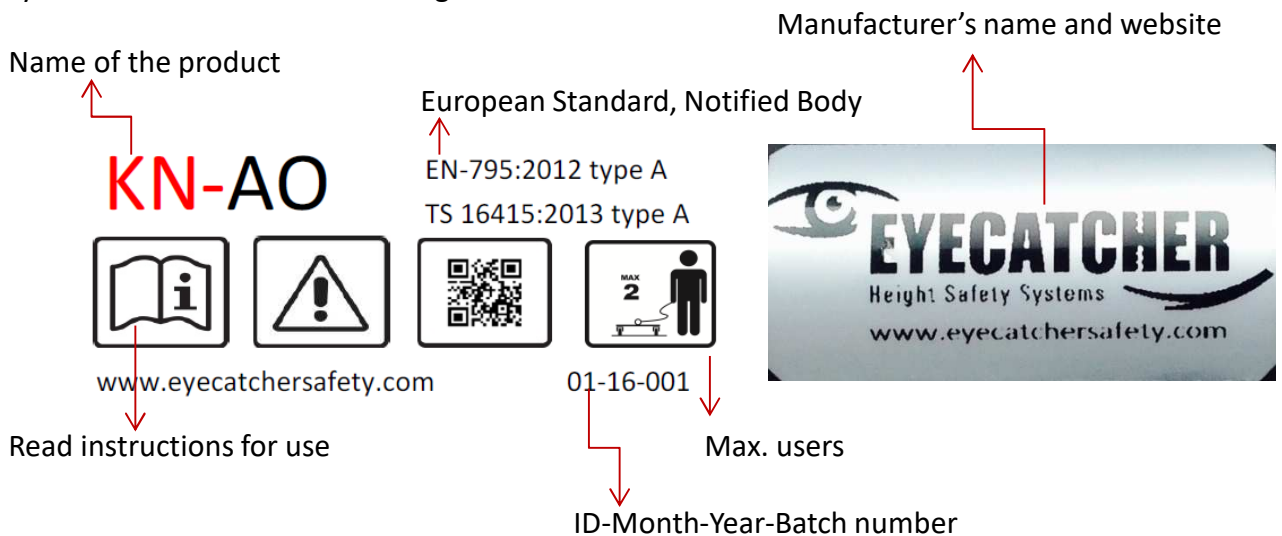 Manufacturer's name and website
Name of the product
European Standard, Notified Body
KN-AO
EN-795:2012 type A
TS 16415:2013 type A
MAX
2
www.eyecatchersafety.com
01-16-001
EYECATCHER
Height Safety Systems
www.eyecatchersafety.com
Read instructions for use
Max. users
ID-Month-Year-Batch number